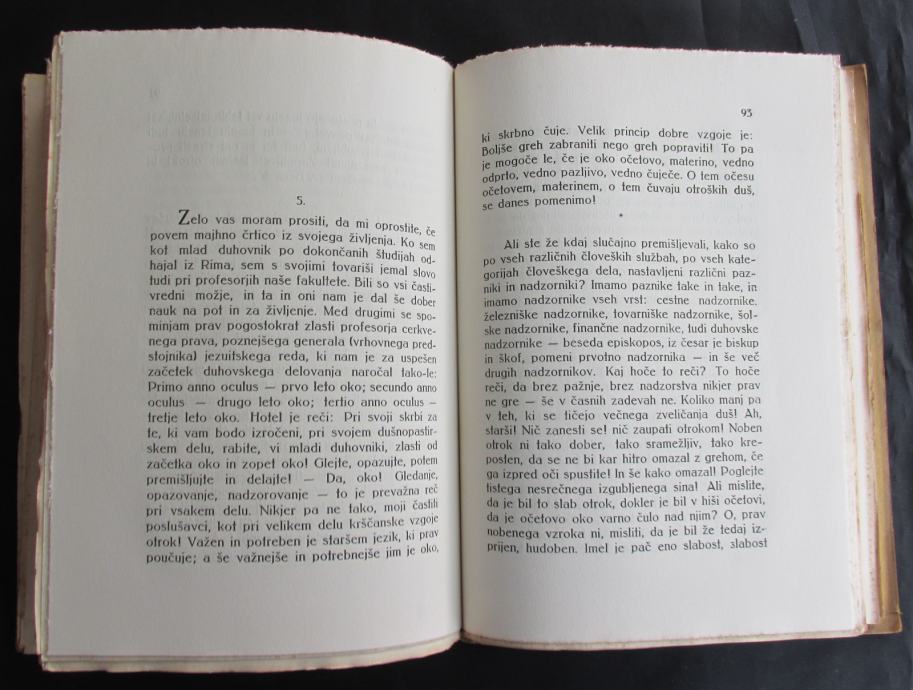 5.
Zelo vas moram prositi, da mi oprostite, če
povem majhno črtico iz svojega življenja. Ko sem
kot mlad duhovnik po dokončanih študijah od-
hajal iz Rima, sem s svojimi tovariši jemal slovo
tudi pri profesorjih naše fakultete. Bili so vsi časti-
vredni možje, in ta in oni nam je dal še dober
nauk na pot in za življenje. Med drugimi se spo-
minjam prav pogostokrat zlasti profesorja cerkve-
nega prava, poznejšega generala (vrhovnega pred-
stojnika) jezuitskega reda, ki nam je za uspešen
začetek duhovskega delovanja naročal tako-le:
Primo anno oculus — prvo leto oko; secundo anno
oculus — drugo leto oko; tertio anno oculus –
tretje leto oko. Hotel je reči: Pri svoji skrbi za
te, ki vam bodo izročeni, pri svojem dušnopastir-
skem delu, rabite, vi mladi duhovniki, zlasti od
začetka oko in zopet oko! Glejte, opazujte, potem
premišljujte in delajte! — Da, oko! Gledanje,
opazovanje, nadzorovanje — to je prevažna reč
pri vsakem delu. Nikjer pa ne tako, moji častiti
poslušavci, kot pri velikem delu krščanske vzgoje
otrok! Važen in potreben je staršem jezik, ki prav
poučuje; a še važnejše in potrebnejše jim je oko,
93
ki skrbno čuje. Velik princip dobre vzgoje je:
Boljše greh zabraniti nego greh popraviti! To pa
je mogoče le, če je oko očetovo, materino, vedno
odprto, vedno pazljivo, vedno čuječe. O tem očesu
očetovem, materinem, o tem čuvaju otroških duš,
se danes pomenimo!
*
Ali ste že kdaj slučajno premišljevali, kako so
po vseh različnih človeških službah, po vseh kate-
gorijah človeškega dela, nastavljeni različni paz-
niki in nadzorniki? Imamo paznike take in take, in
imamo nadzornike vseh vrst: cestne nadzornike.
železniške nadzornike, tovarniške nadzornike, šol-
ske nadzornike, finančne nadzornike, tudi duhovske
nadzornike — beseda episkopos, iz česar je biskup
in škof, pomeni prvotno nadzornika — in še več
drugih nadzornikov. Kaj hoče to reči? To hoče
reči, da brez pažnje, brez nadzorstva nikjer prav
ne gre — še v časnih zadevah ne. Koliko manj pa
v teh, ki se tičejo večnega zveličanja duš! Ah,
starši! Nič zanesti se! nič zaupati otrokom! Noben
otrok ni tako dober, tako sramežljiv, tako kre-
posten, da se ne bi kar hitro omazal z grehom, če
ga izpred oči spustite! In še kako omazal! Poglejte
tistega nesrečnega izgubljenega sina! Ali mislite,
da je bil to slab otrok, dokler je bil v hiši očetovi,
da je očetovo oko varno čulo nad njim? O, prav
nobenega vzroka ni, misliti, da je bil že tedaj iz-
prijen, hudoben. Imel je pač eno slabost, slabost